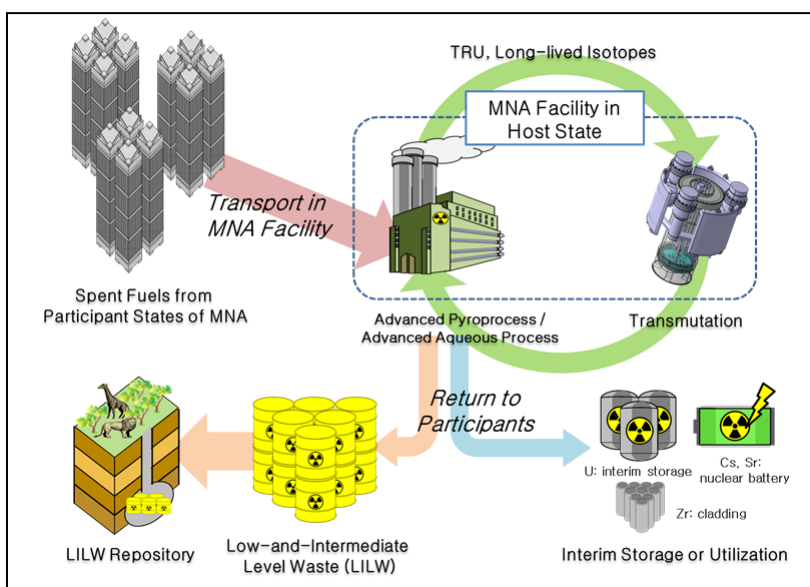 TRU, Long-lived Isotopes
MNA Facility in
Host State
Transport in
MNA Facility
Spent Fuels from
Participant States of MNA
Advanced Pyroprocess /
Advanced Aqueous Process
Transmutation
Return to
Participants
U: interim storage
Cs, Sr:
nuclear battery
Zr: cladding
LILW Repository
Low-and-Intermediate
Level Waste (LILW)
Interim Storage or Utilization